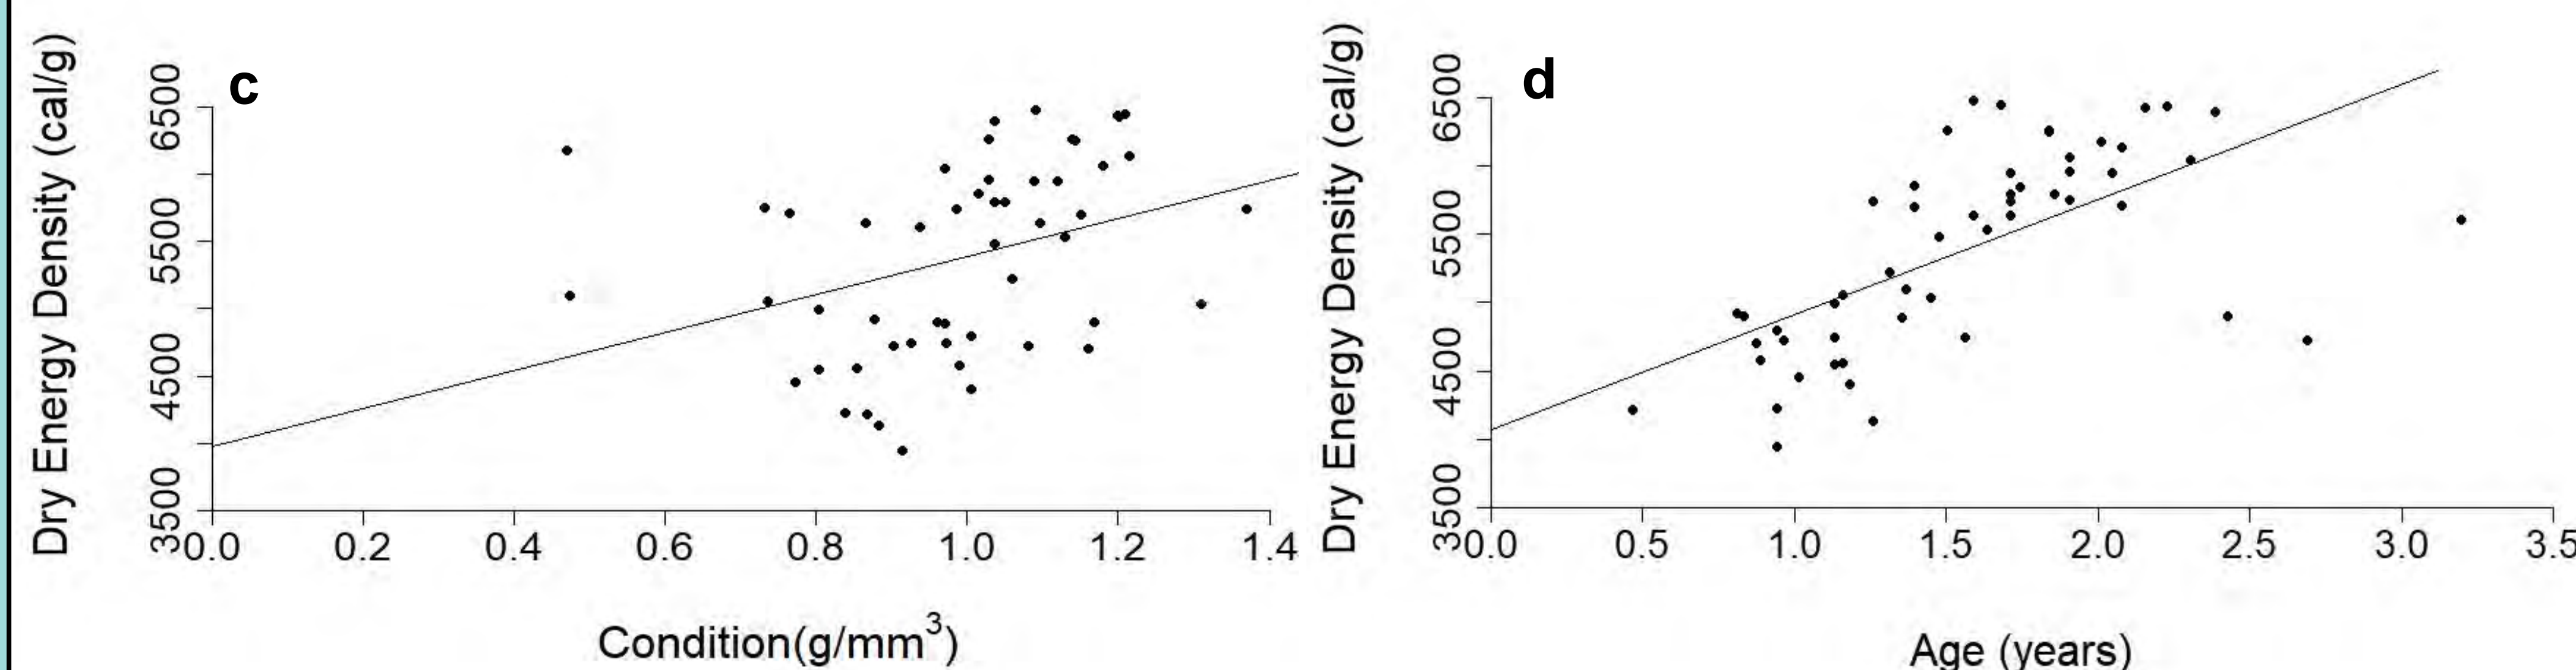 c
Dry Energy Density (cal/g)
6500
5500
4500
3500
0.0 0.2 0.4 0.6 0.8 1.0 1.2 1.4
Condition(g/mm³)
d
Dry Energy Density (cal/g)
6500
5500
4500
3500
0.0 0.5 1.0 1.5 2.0 2.5 3.0 3.5
Age (years)